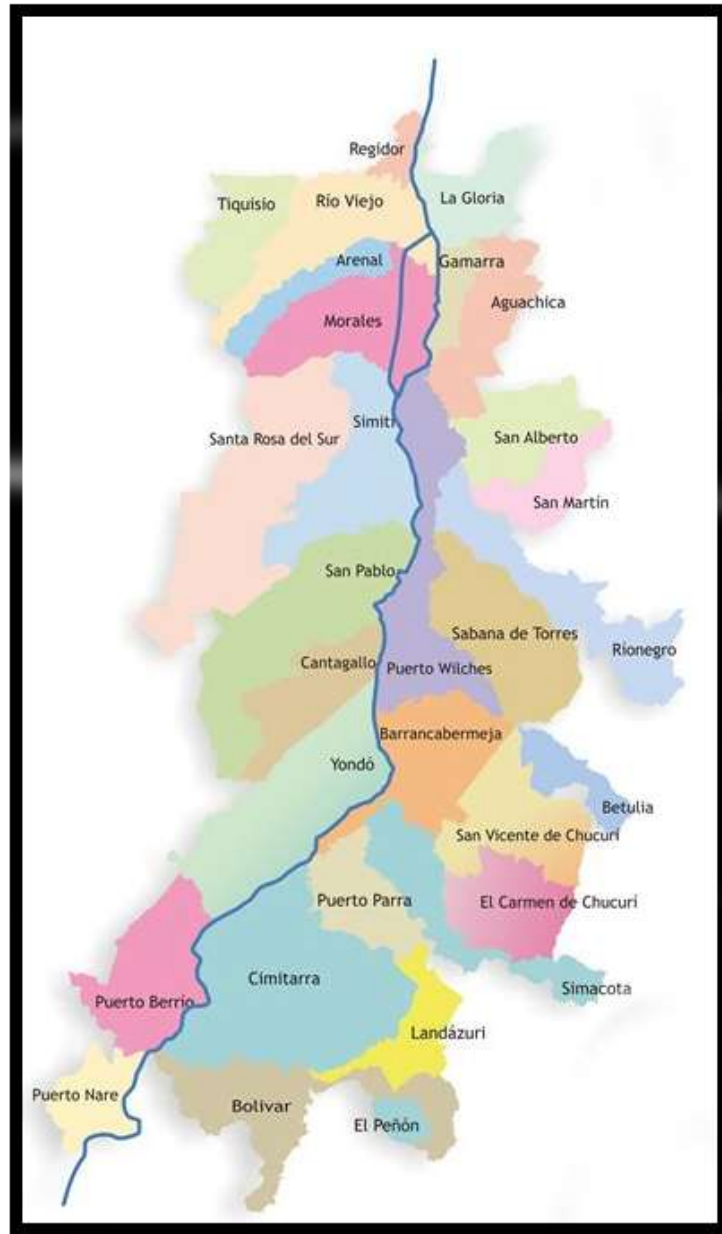 Regidor
Tiquisio
Río Viejo
La Gloria
Arenal
Gamarra
Morales
Aguachica
Simití
Santa Rosa del Sur
San Alberto
San Martín
San Pablo
Sabana de Torres
Cantagallo
Puerto Wilches
Ríonegro
Barrancabermeja
Yondó
Betulia
San Vicente de Chucurí
Puerto Parra
El Carmen de Chucurí
Cimitarra
Simacota
Puerto Berrío
Landázuri
Puerto Nare
Bolivar
El Peñón